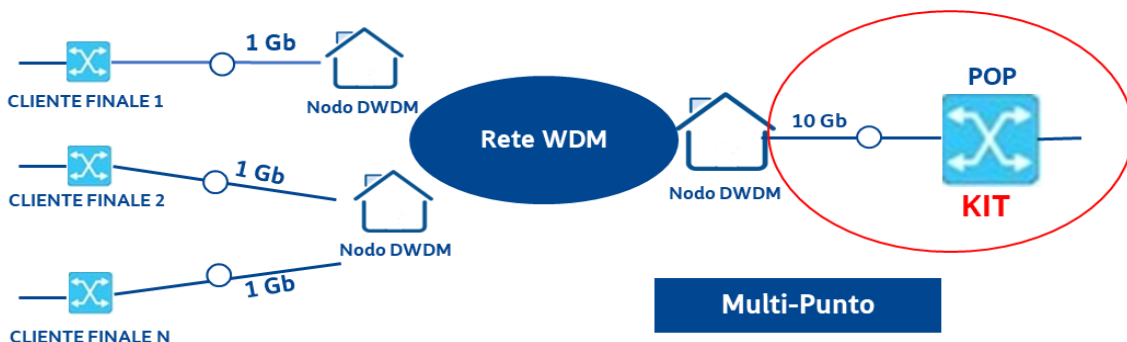 1 Gb
CLIENTE FINALE 1
Nodo DWDM
1 Gb
CLIENTE FINALE 2
Nodo DWDM
1 Gb
CLIENTE FINALE N
Rete WDM
Nodo DWDM
10 Gb
POP
KIT
Multi-Punto